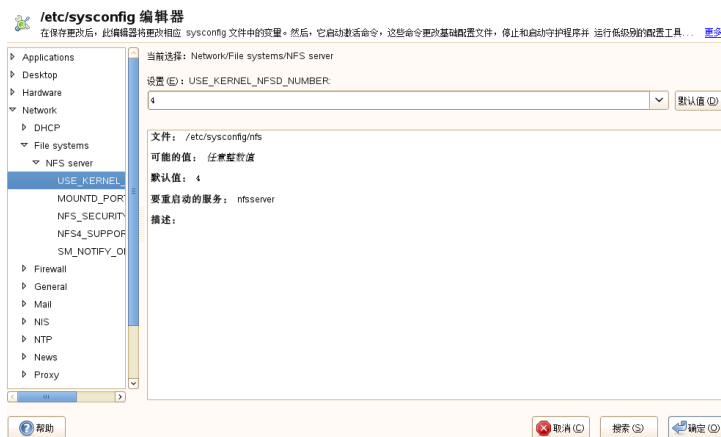 /etc/sysconfig 编辑器
在保存更改后，此编辑器将更改相应 sysconfig 文件中的变量。然后，它启动激活命令，这些命令更改基础配置文件，停止和启动守护程序并 运行低级别的配置工具... 更多
Applications
Desktop
Hardware
Network
DHCP
File systems
NFS server
USE_KERNEL_
MOUNTD_POR
NFS_SECURITY
NFS4_SUPPOR
SM_NOTIFY_O
Firewall
General
Mail
NIS
NTP
News
Proxy
当前选择：Network/File systems/NFS server
设置(E)：USE_KERNEL_NFSD_NUMBER:
4
默认值(D)
文件： /etc/sysconfig/nfs
可能的值： 任意整数值
默认值： 4
要重启动的服务： nfsserver
描述：
帮助
取消(C)
搜索(S)
确定(O)